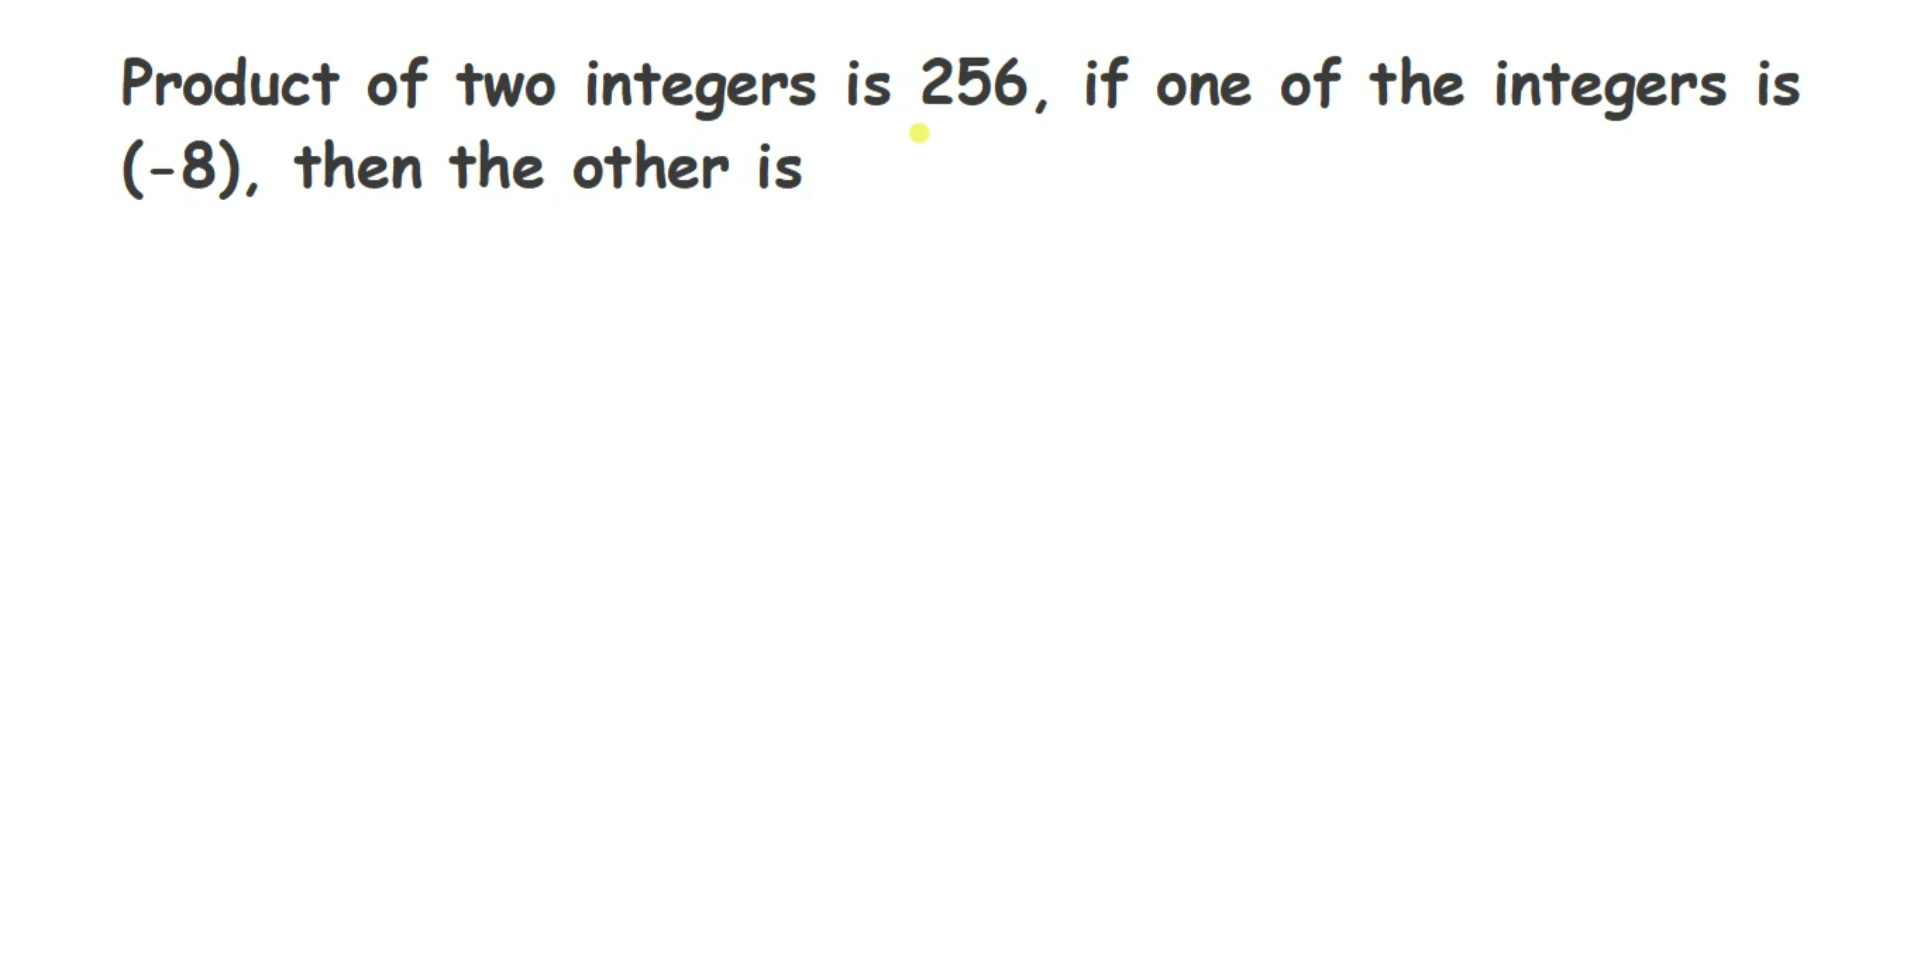 Product of two integers is 256, if one of the integers is
(-8), then the other is